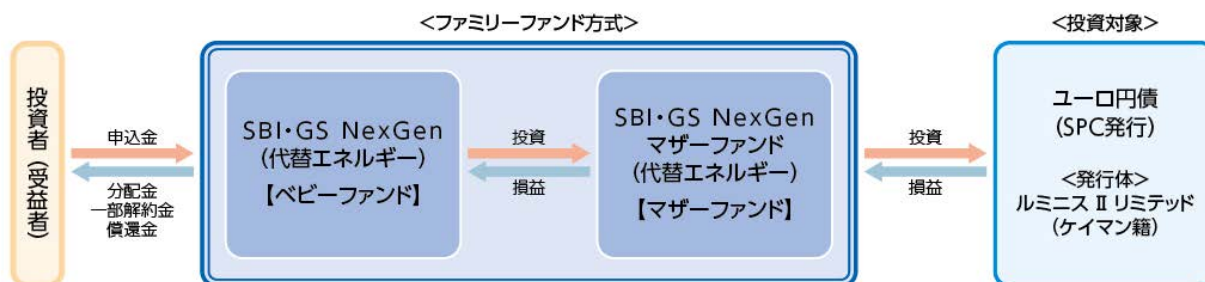 <ファミリーファンド方式>
<投資対象>
投資者（受益者）
申込金
分配金
一部解約金
償還金
SBI・GS NexGen
（代替エネルギー）
【ベビーファンド】
投資
損益
SBI・GS NexGen
マザーファンド
（代替エネルギー）
【マザーファンド】
投資
損益
ユーロ円債
（SPC発行）
<発行体>
ルミニス Ⅱ リミテッド
（ケイマン籍）